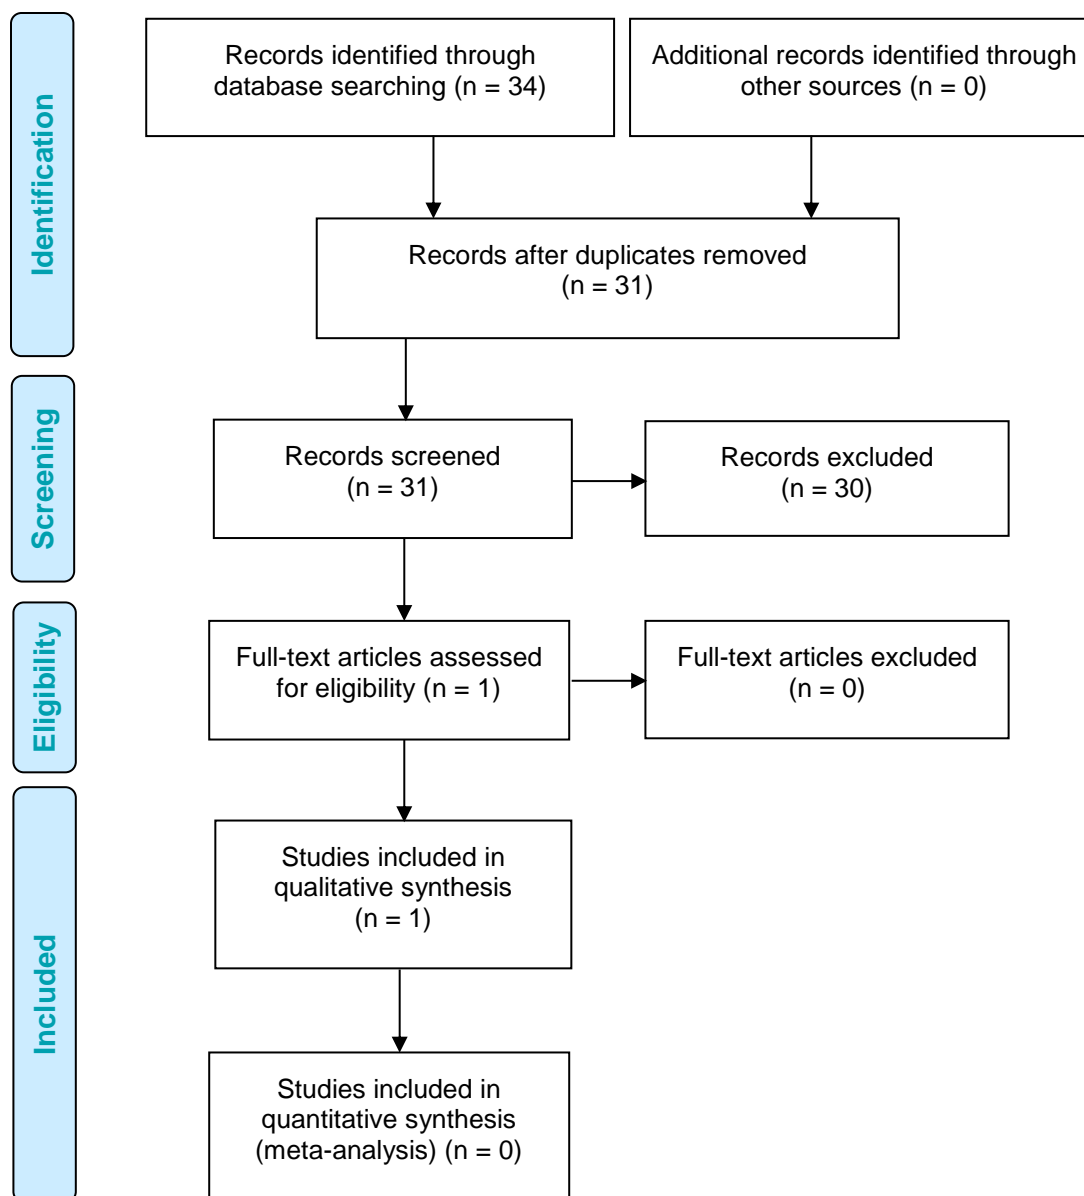 Identification
Records identified through
database searching (n = 34)
Additional records identified through
other sources (n = 0)
Records after duplicates removed
(n = 31)
Screening
Records screened
(n = 31)
Records excluded
(n = 30)
Eligibility
Full-text articles assessed
for eligibility (n = 1)
Full-text articles excluded
(n = 0)
Included
Studies included in
qualitative synthesis
(n = 1)
Studies included in
quantitative synthesis
(meta-analysis) (n = 0)